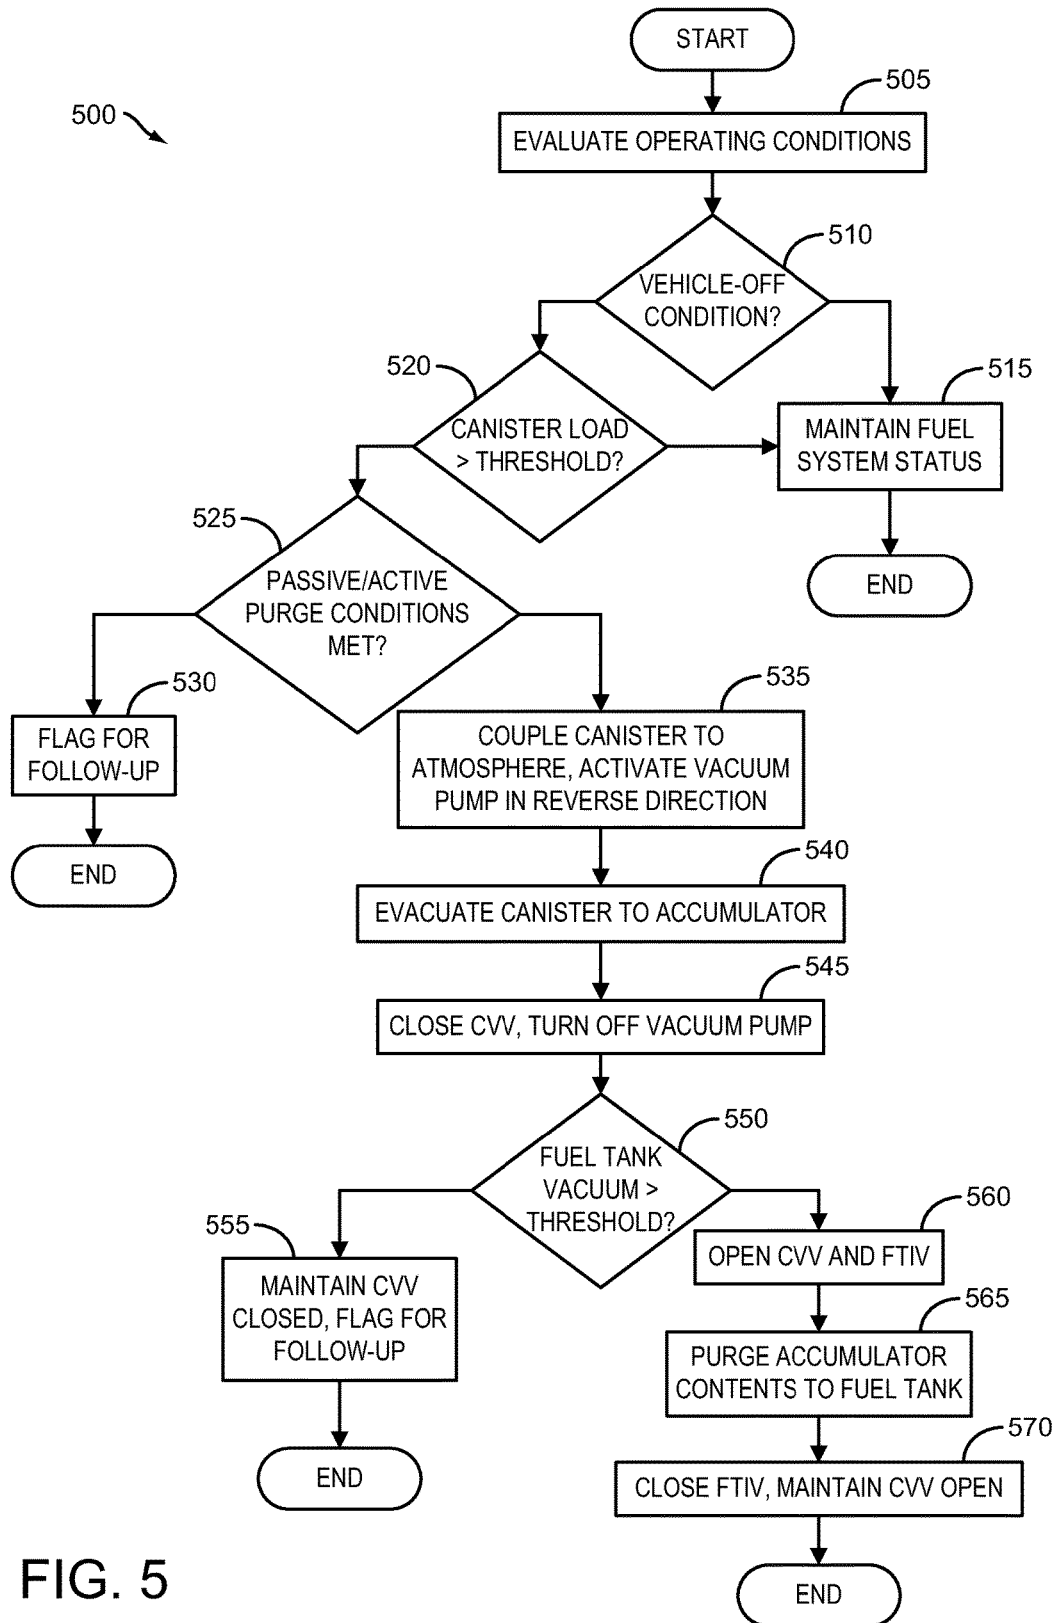 START
505
500
EVALUATE OPERATING CONDITIONS
510
VEHICLE-OFF
CONDITION?
520
515
CANISTER LOAD
> THRESHOLD?
MAINTAIN FUEL
SYSTEM STATUS
525
PASSIVE/ACTIVE
PURGE CONDITIONS
MET?
END
530
535
FLAG FOR
FOLLOW-UP
COUPLE CANISTER TO
ATMOSPHERE, ACTIVATE VACUUM
PUMP IN REVERSE DIRECTION
END
540
EVACUATE CANISTER TO ACCUMULATOR
545
CLOSE CVV, TURN OFF VACUUM PUMP
550
FUEL TANK
VACUUM >
THRESHOLD?
555
560
MAINTAIN CVV
CLOSED, FLAG FOR
FOLLOW-UP
OPEN CVV AND FTIV
565
PURGE ACCUMULATOR
CONTENTS TO FUEL TANK
570
END
CLOSE FTIV, MAINTAIN CVV OPEN
FIG. 5
END